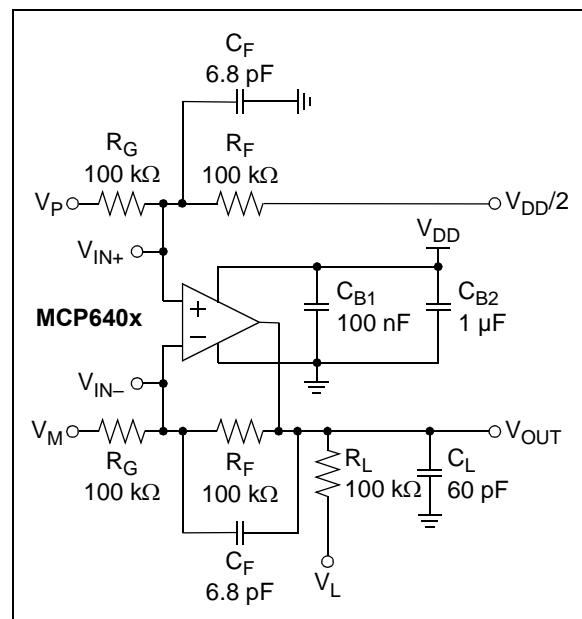 C_F
6.8 pF
R_G
100 kΩ
R_F
100 kΩ
V_P
V_DD/2
V_IN+
V_DD
MCP640x
+
–
C_B1
100 nF
C_B2
1 µF
V_IN–
V_M
V_OUT
R_G
100 kΩ
R_F
100 kΩ
R_L
100 kΩ
C_L
60 pF
C_F
6.8 pF
V_L